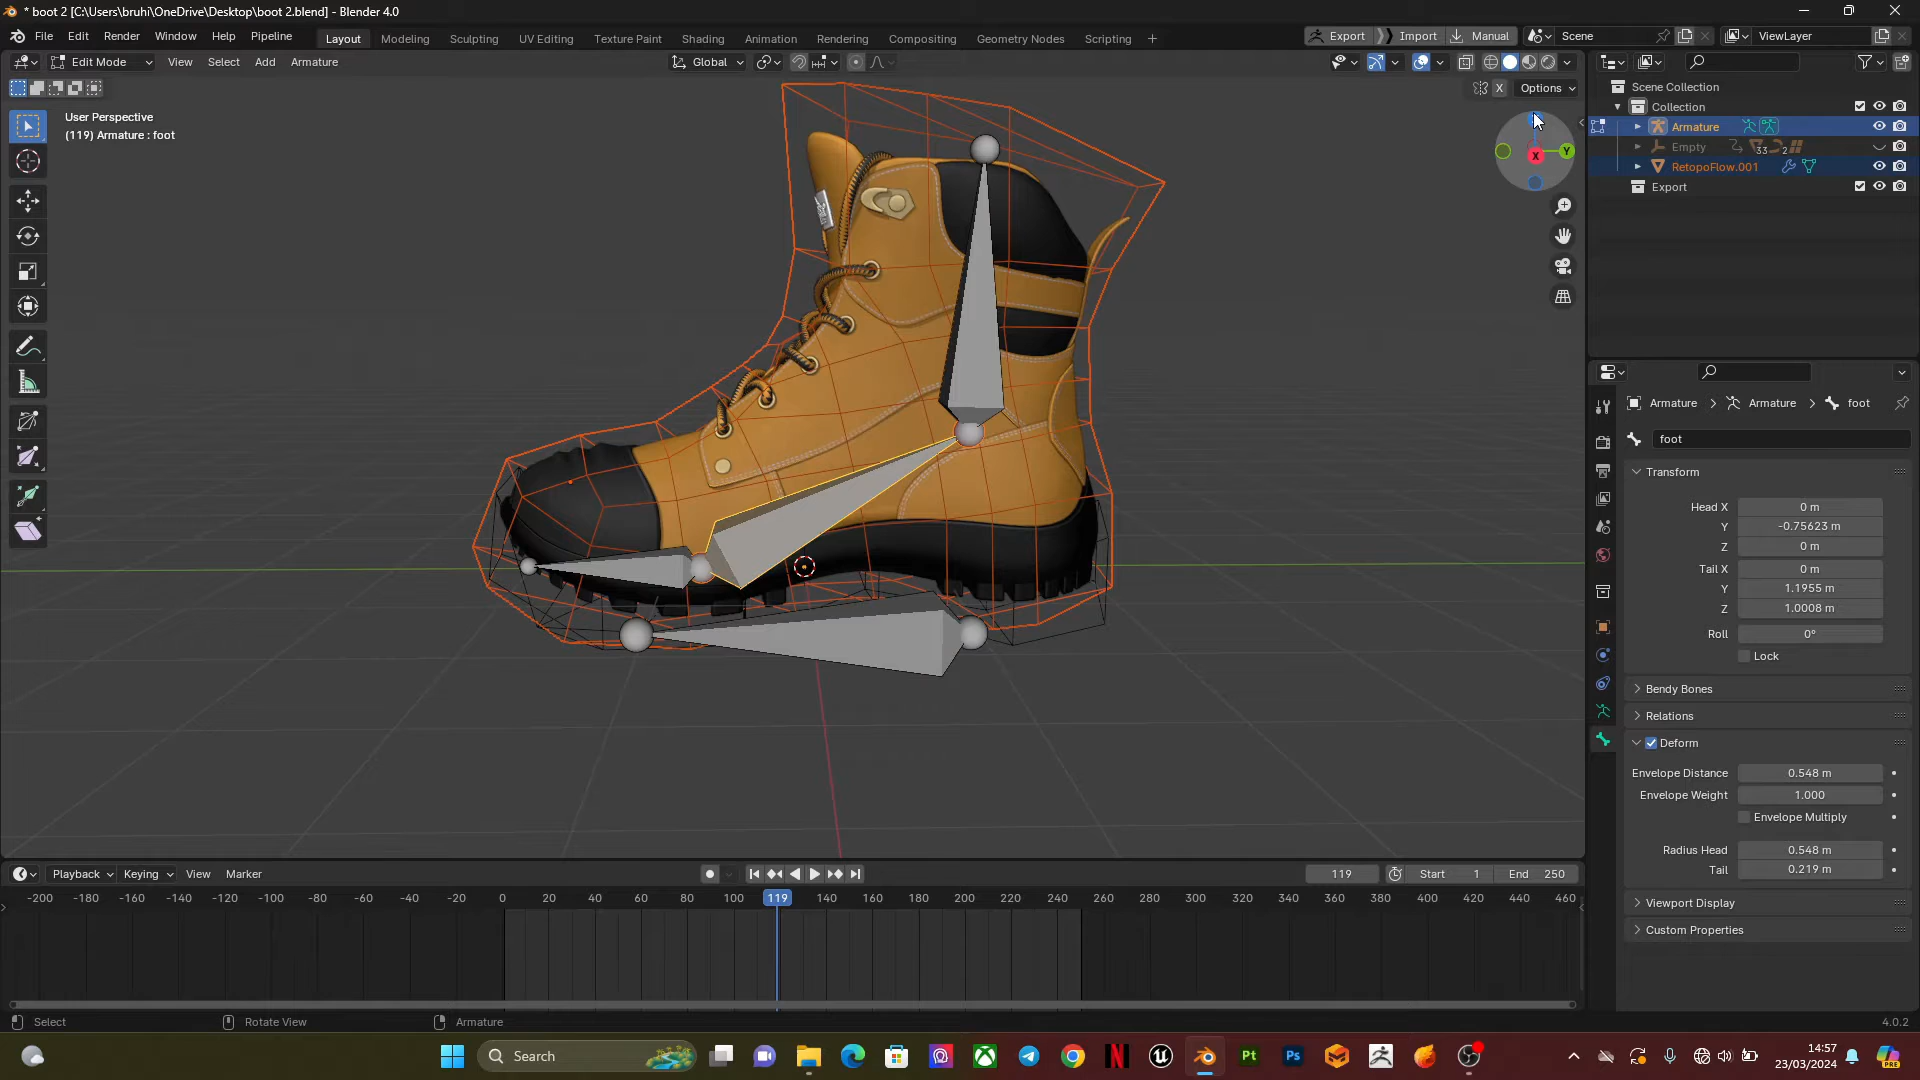 * boot 2 [C:\Users\bruhi\OneDrive\Desktop\boot 2.blend] - Blender 4.0
File Edit Render Window Help Pipeline
Layout Modeling Sculpting UV Editing Texture Paint Shading Animation Rendering Compositing Geometry Nodes Scripting +
Export Import Manual Scene ViewLayer
Edit Mode View Select Add Armature Global
X Options
User Perspective
(119) Armature : foot
X Y
Scene Collection
Collection
Armature
Empty 33 2
RetopoFlow.001
Export
Armature Armature foot
foot
Transform
Head X 0 m
Y -0.75623 m
Z 0 m
Tail X 0 m
Y 1.1955 m
Z 1.0008 m
Roll 0°
Lock
Bendy Bones
Relations
Deform
Envelope Distance 0.548 m
Envelope Weight 1.000
Envelope Multiply
Radius Head 0.548 m
Tail 0.219 m
Viewport Display
Custom Properties
Playback Keying View Marker 119 Start 1 End 250
-200 -180 -160 -140 -120 -100 -80 -60 -40 -20 0 20 40 60 80 100 119 140 160 180 200 220 240 260 280 300 320 340 360 380 400 420 440 460
Select Rotate View Armature 4.0.2
Search
Pt Ps
14:57
23/03/2024
PRE